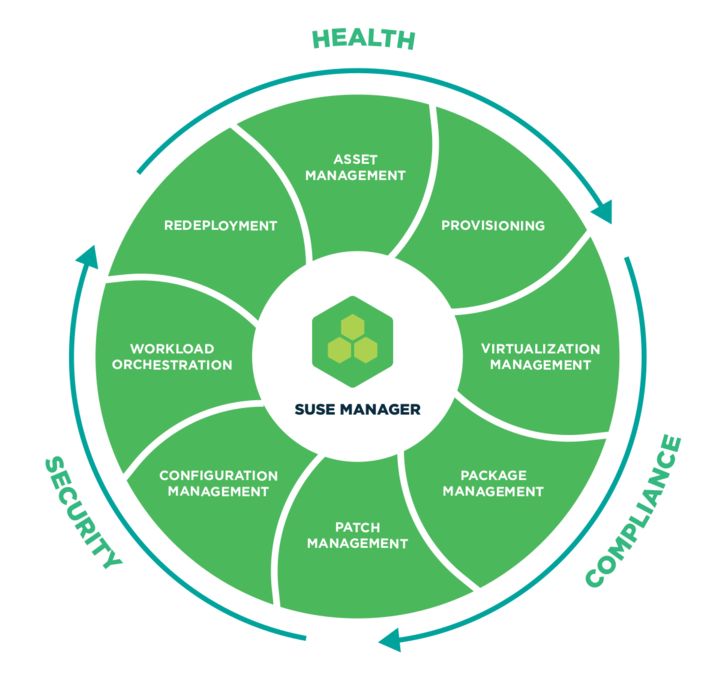 HEALTH
ASSET
MANAGEMENT
PROVISIONING
VIRTUALIZATION
MANAGEMENT
PACKAGE
MANAGEMENT
PATCH
MANAGEMENT
CONFIGURATION
MANAGEMENT
WORKLOAD
ORCHESTRATION
REDEPLOYMENT
SUSE MANAGER
COMPLIANCE
SECURITY